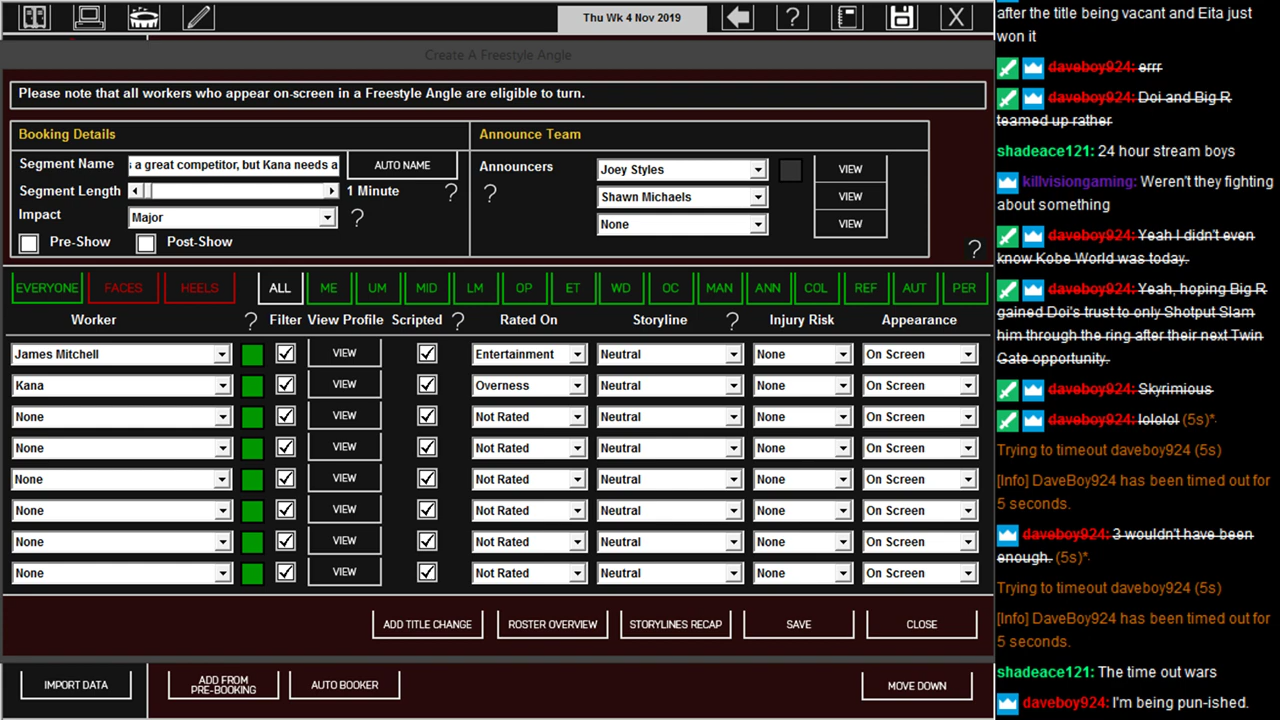 Thu Wk 4 Nov 2019
Create A Freestyle Angle
Please note that all workers who appear on-screen in a Freestyle Angle are eligible to turn.
Booking Details
Segment Name a great competitor, but Kana needs a AUTO NAME
Segment Length 1 Minute ?
Impact Major ?
Pre-Show Post-Show
Announce Team
Announcers Joey Styles VIEW
? Shawn Michaels VIEW
None VIEW
?
EVERYONE FACES HEELS ALL ME UM MID LM OP ET WD OC MAN ANN COL REF AUT PER
Worker ? Filter View Profile Scripted ? Rated On Storyline ? Injury Risk Appearance
James Mitchell VIEW Entertainment Neutral None On Screen
Kana VIEW Overness Neutral None On Screen
None VIEW Not Rated Neutral None On Screen
None VIEW Not Rated Neutral None On Screen
None VIEW Not Rated Neutral None On Screen
None VIEW Not Rated Neutral None On Screen
None VIEW Not Rated Neutral None On Screen
None VIEW Not Rated Neutral None On Screen
ADD TITLE CHANGE ROSTER OVERVIEW STORYLINES RECAP SAVE CLOSE
IMPORT DATA ADD FROM PRE-BOOKING AUTO BOOKER MOVE DOWN
after the title being vacant and Eita just
won it
daveboy924: errr
daveboy924: Doi and Big R
teamed up rather
shadeace121: 24 hour stream boys
killvisiongaming: Weren't they fighting
about something
daveboy924: Yeah I didn't even
know Kobe World was today.
daveboy924: Yeah, hoping Big R
gained Doi's trust to only Shotput Slam
him through the ring after their next Twin
Gate opportunity.
daveboy924: Skyrimious
daveboy924: lololol (5s)*
Trying to timeout daveboy924 (5s)
[Info] DaveBoy924 has been timed out for
5 seconds.
daveboy924: 3 wouldn't have been
enough. (5s)*
Trying to timeout daveboy924 (5s)
[Info] DaveBoy924 has been timed out for
5 seconds.
shadeace121: The time out wars
daveboy924: I'm being pun-ished.